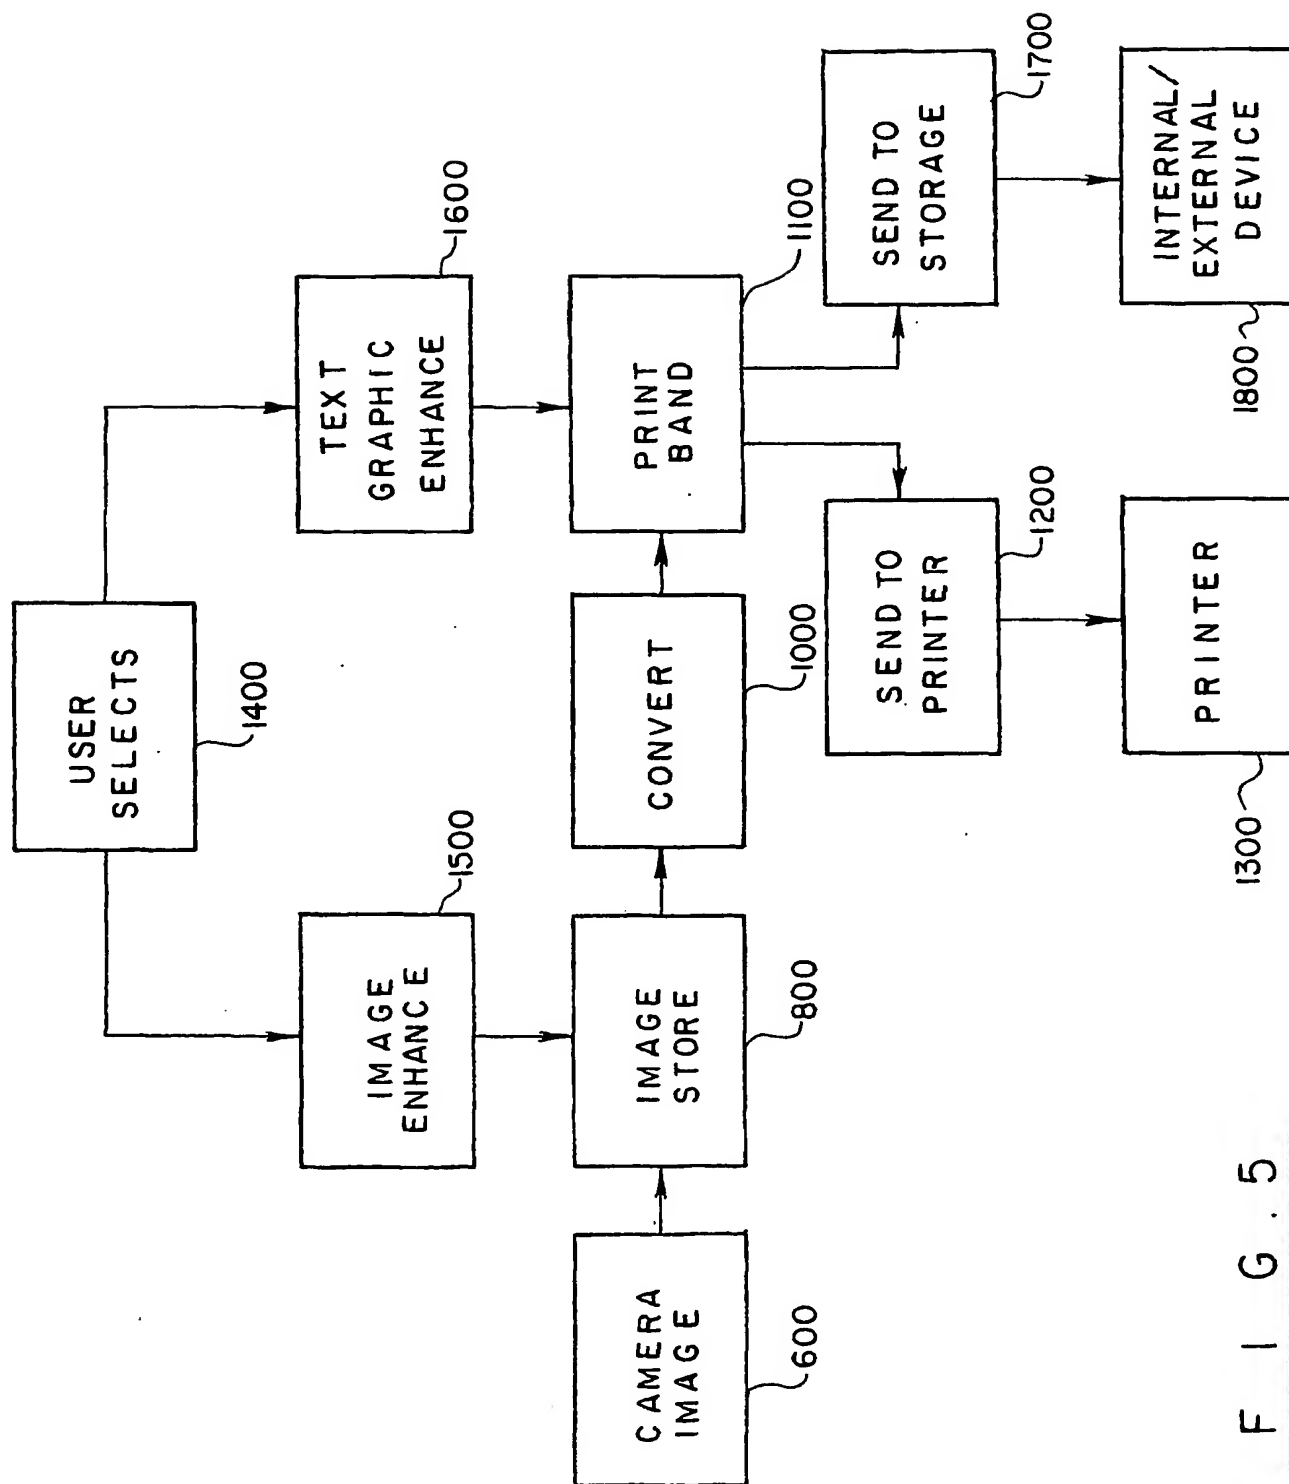 USER
SELECTS
1400
IMAGE
ENHANCE
1500
TEXT
GRAPHIC
ENHANCE
1600
CAMERA
IMAGE
600
IMAGE
STORE
800
CONVERT
1000
PRINT
BAND
1100
SEND TO
PRINTER
1200
SEND TO
STORAGE
1700
PRINTER
1300
INTERNAL/
EXTERNAL
DEVICE
1800
FIG.5